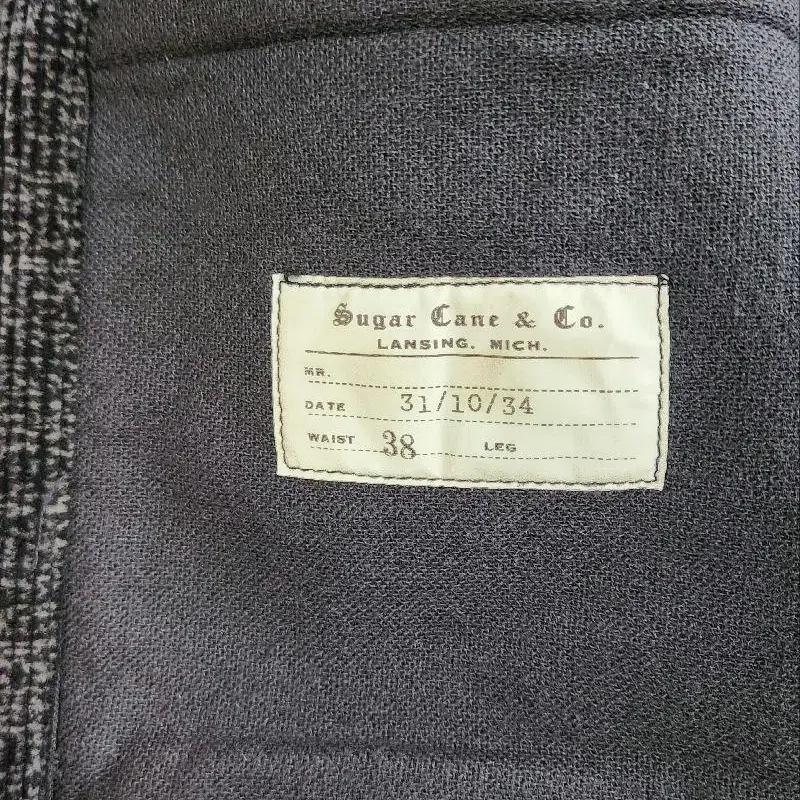 Sugar Cane & Co.
LANSING. MICH.
MR.
DATE 31/10/34
WAIST 38 LEG